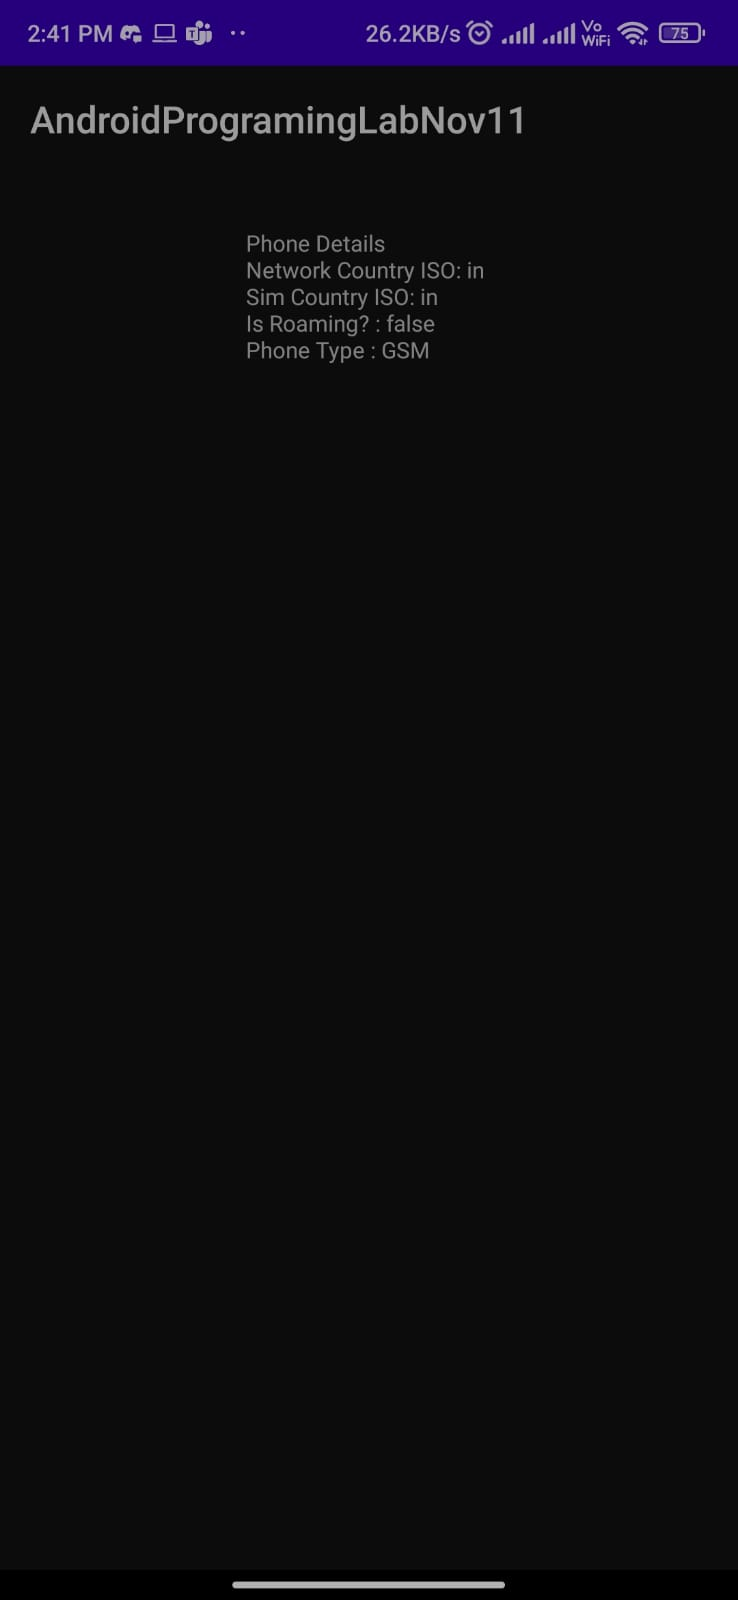 2:41 PM 26.2KB/s Vo WiFi 75
AndroidProgramingLabNov11
Phone Details
Network Country ISO: in
Sim Country ISO: in
Is Roaming? : false
Phone Type : GSM